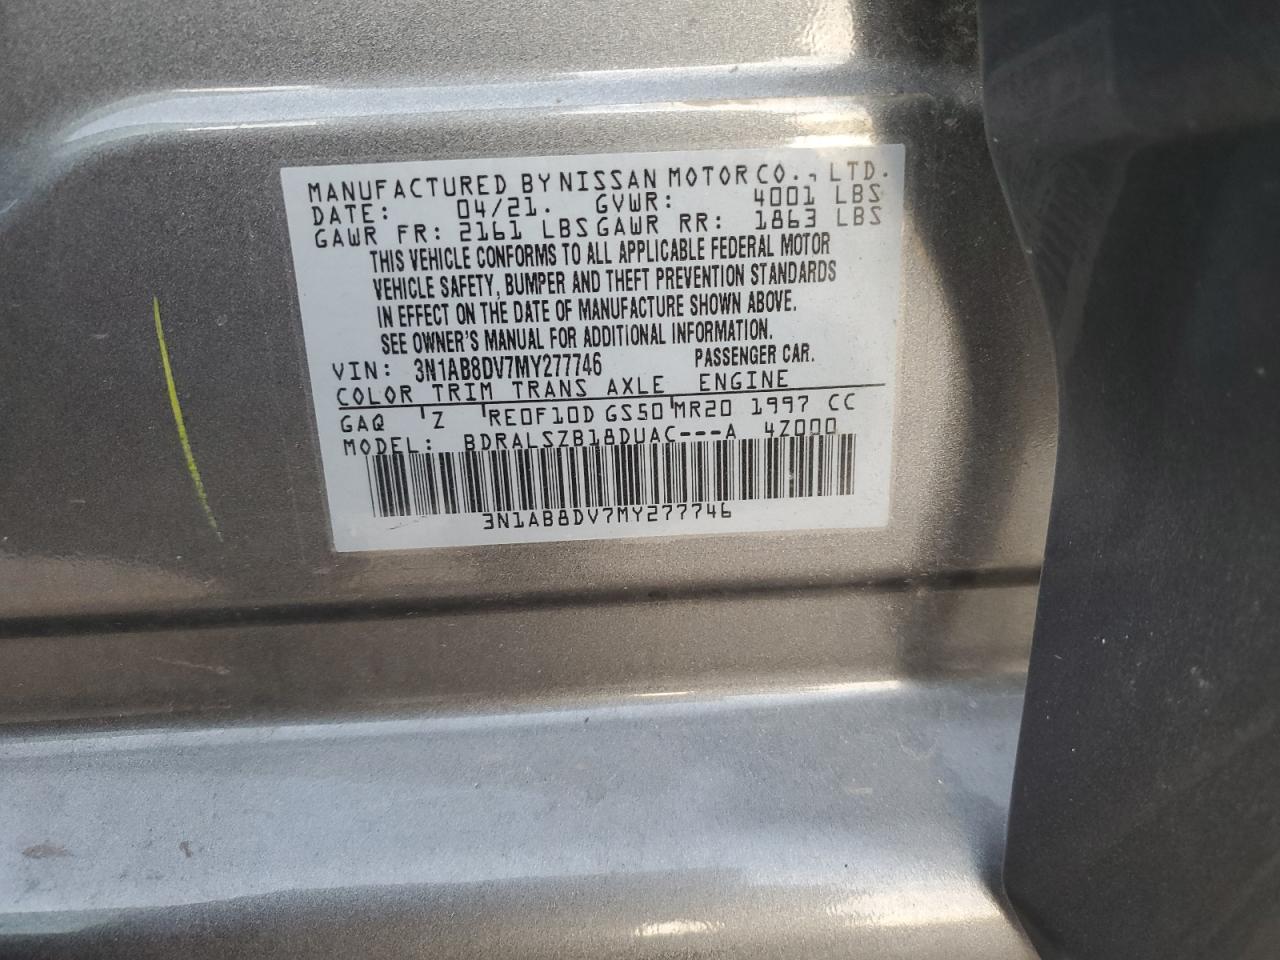 MANUFACTURED BY NISSAN MOTOR CO., LTD.
DATE: 04/21. GVWR: 4001 LBS
GAWR FR: 2161 LBS GAWR RR: 1863 LBS
THIS VEHICLE CONFORMS TO ALL APPLICABLE FEDERAL MOTOR
VEHICLE SAFETY, BUMPER AND THEFT PREVENTION STANDARDS
IN EFFECT ON THE DATE OF MANUFACTURE SHOWN ABOVE.
SEE OWNER'S MANUAL FOR ADDITIONAL INFORMATION.
VIN: 3N1AB8DV7MY277746 PASSENGER CAR.
COLOR TRIM TRANS AXLE ENGINE
GAQ Z RE0F10D GS50 MR20 1997 CC
MODEL: BDRALSZB18DUAC---A 4Z000
3N1AB8DV7MY277746